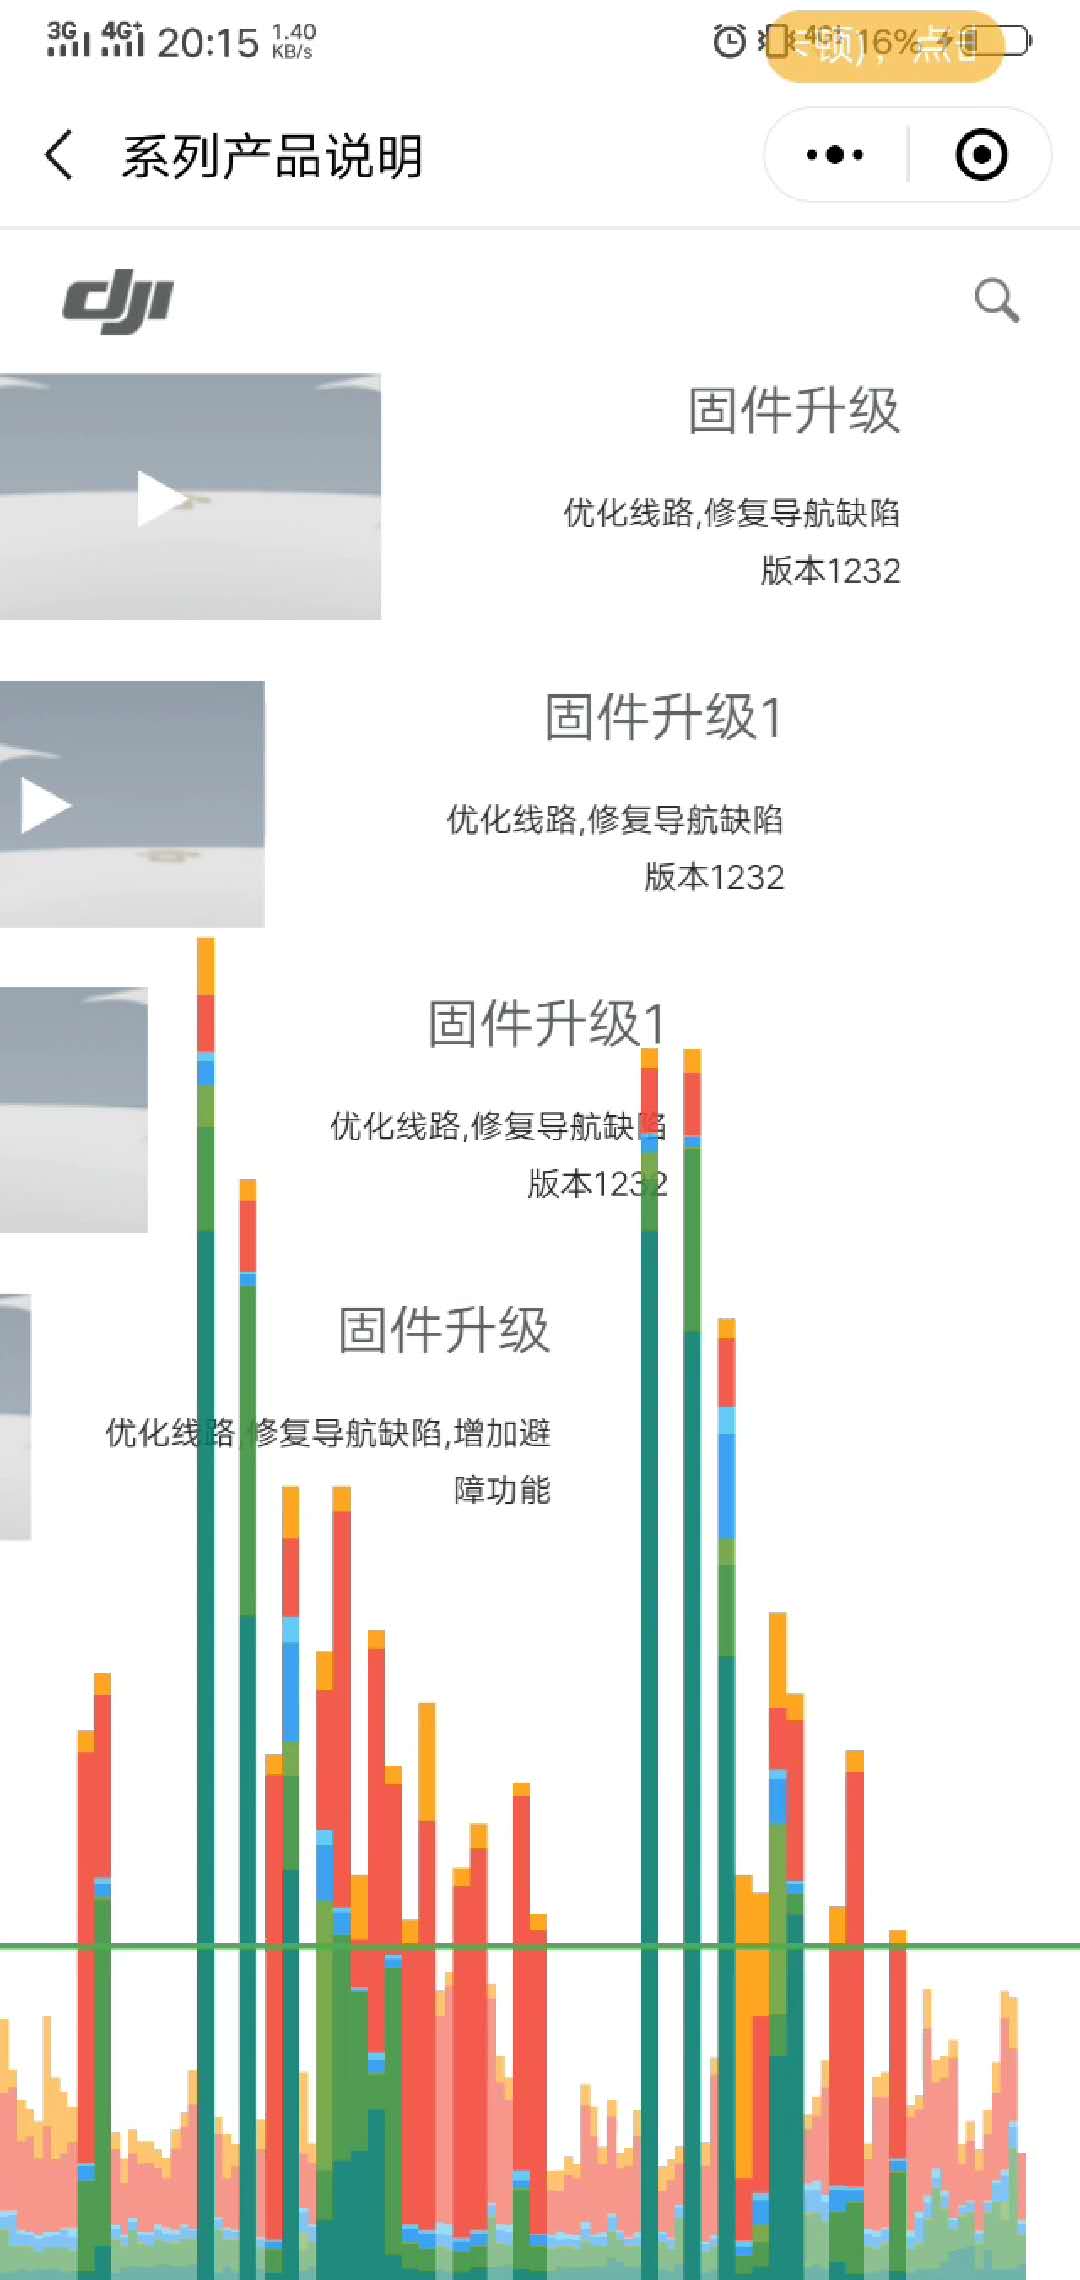 3G 4G+ 20:15 1.40 KB/s 4G+ 16%
卡顿), 点
系列产品说明
dji
固件升级
优化线路,修复导航缺陷
版本1232
固件升级1
优化线路,修复导航缺陷
版本1232
固件升级1
优化线路,修复导航缺陷
版本1232
固件升级
优化线路,修复导航缺陷,增加避
障功能